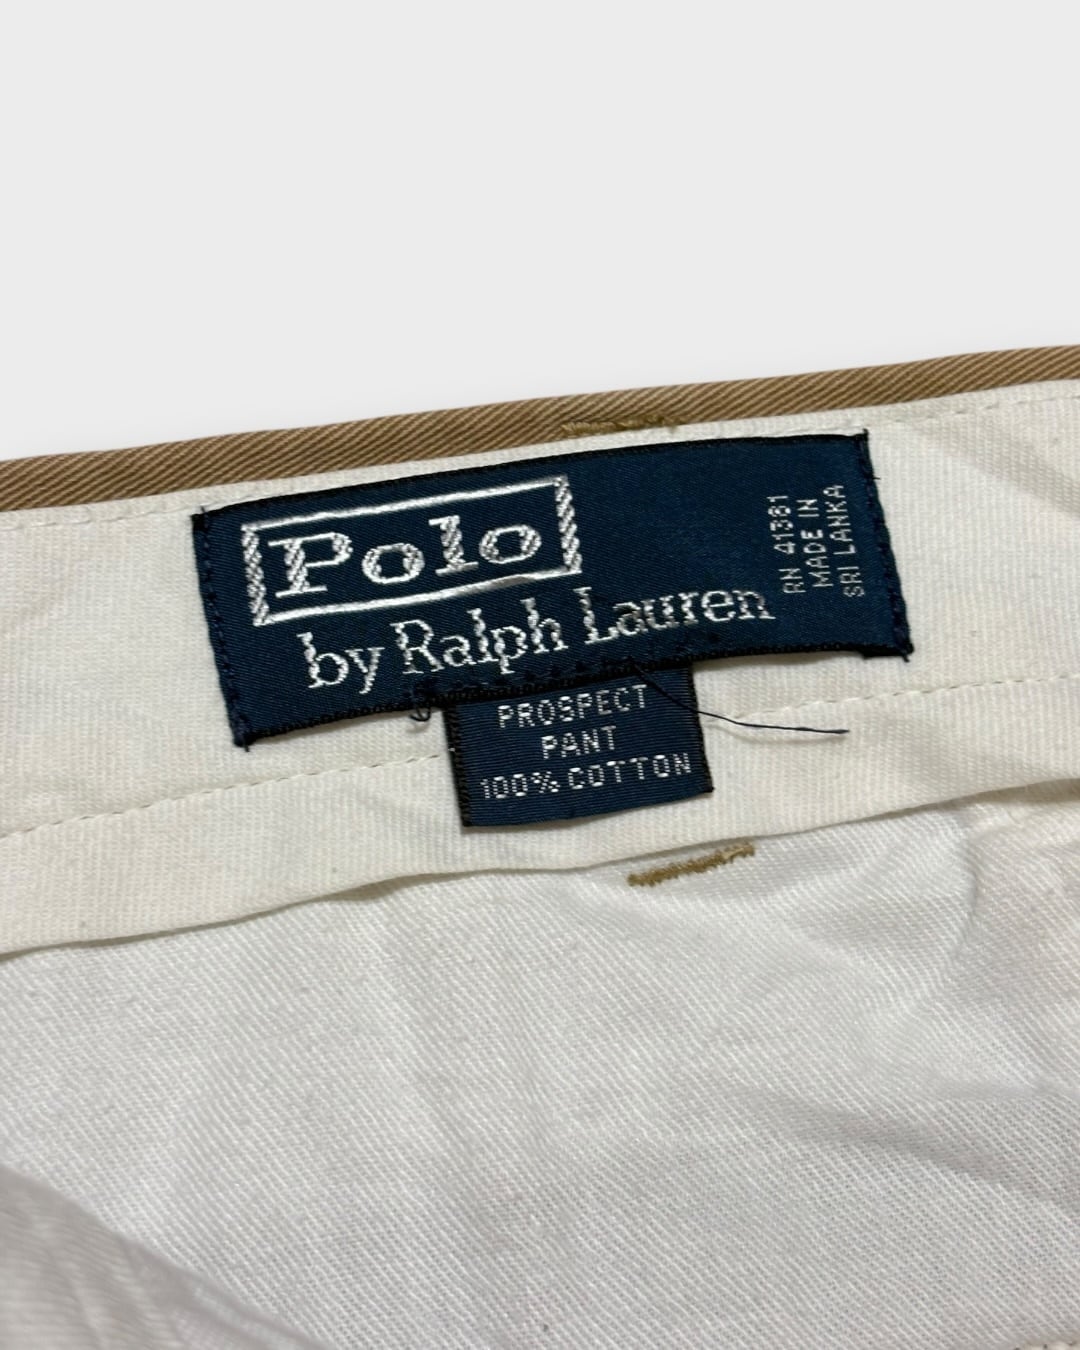 Polo
by Ralph Lauren
RN 41381
MADE IN
SRI LANKA
PROSPECT
PANT
100% COTTON